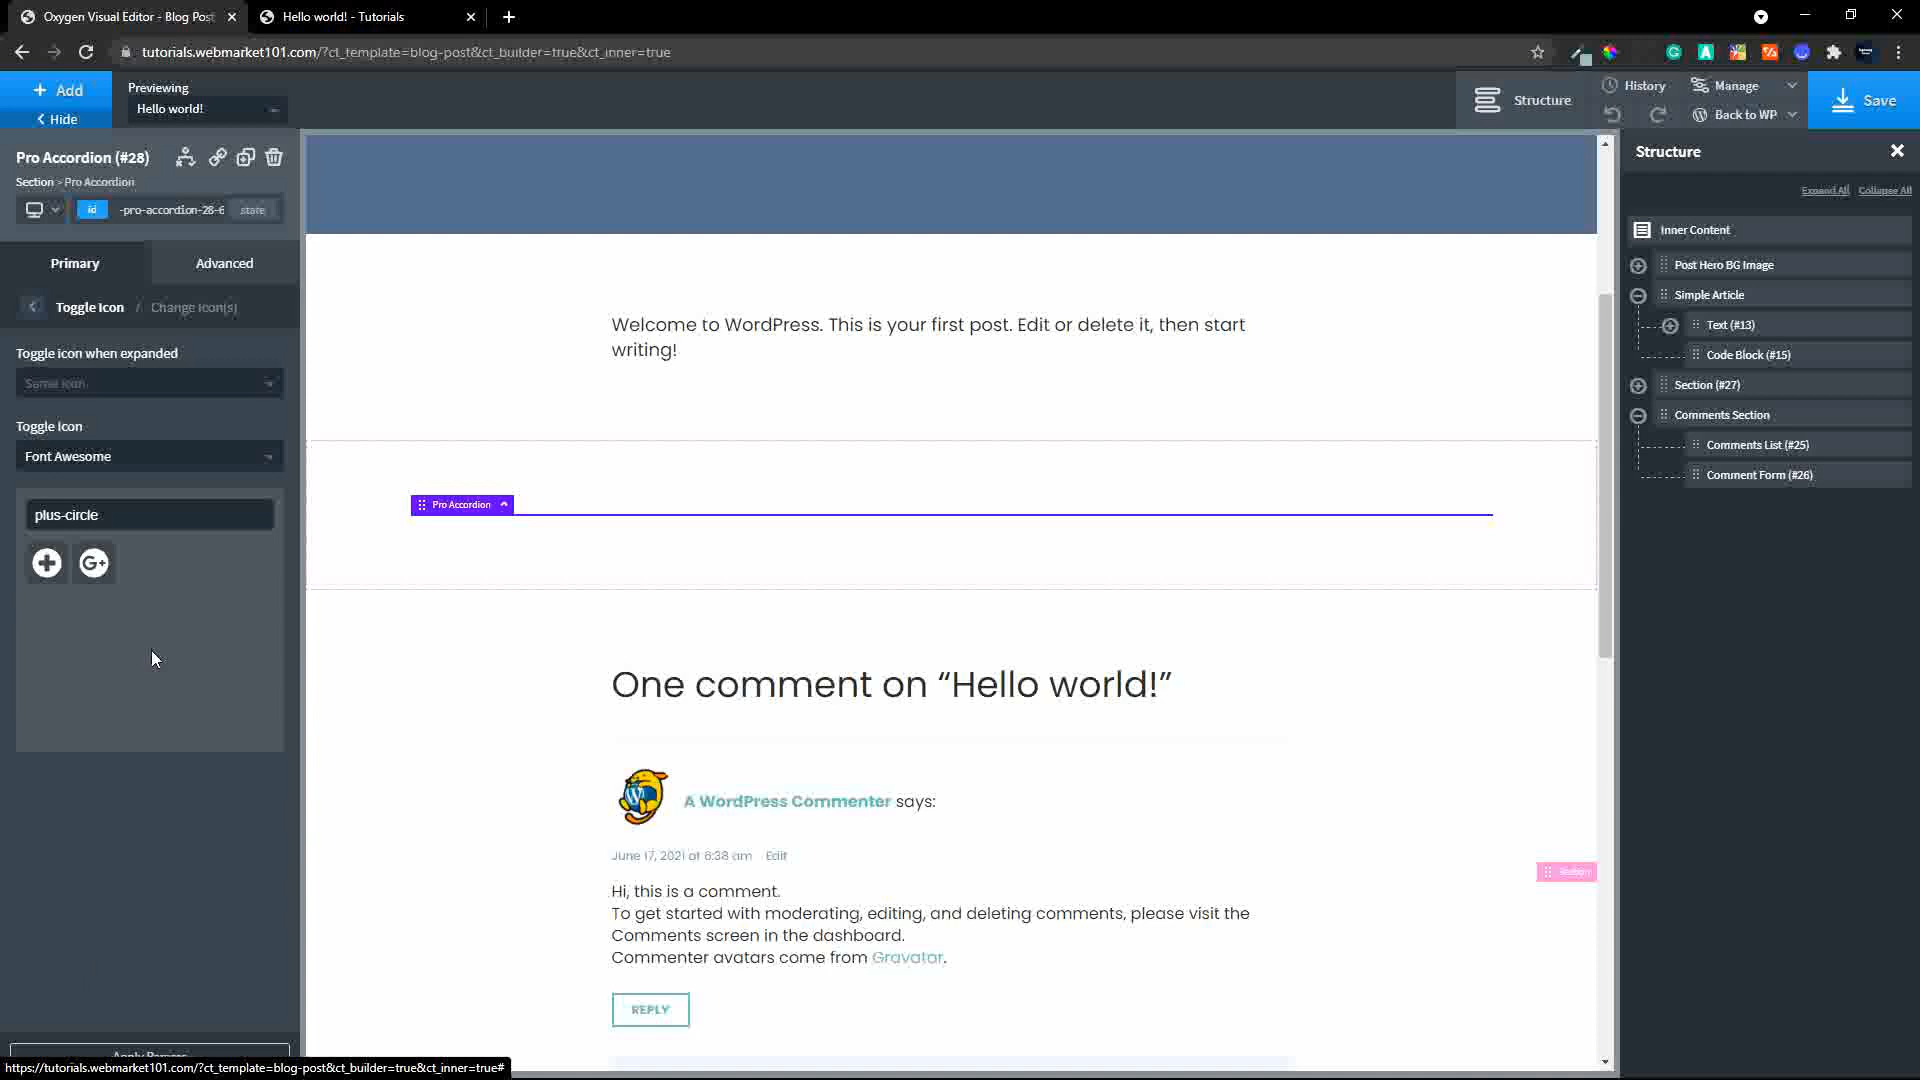 Oxygen Visual Editor - Blog Post
Hello world! - Tutorials
tutorials.webmarket101.com/?ct_template=blog-post&ct_builder=true&ct_inner=true
+ Add
Hide
Previewing
Hello world!
Structure
History
Manage
Back to WP
Save
Pro Accordion (#28)
Section > Pro Accordion
id
-pro-accordion-28-6
state
Primary
Advanced
Toggle Icon / Change Icon(s)
Toggle icon when expanded
Same icon
Toggle Icon
Font Awesome
plus-circle
G+
Welcome to WordPress. This is your first post. Edit or delete it, then start
writing!
Pro Accordion
One comment on “Hello world!”
A WordPress Commenter says:
June 17, 2021 at 6:38 am Edit
Hi, this is a comment.
To get started with moderating, editing, and deleting comments, please visit the
Comments screen in the dashboard.
Commenter avatars come from Gravatar.
REPLY
Section
Structure
Expand All
Collapse All
Inner Content
Post Hero BG Image
Simple Article
Text (#13)
Code Block (#15)
Section (#27)
Comments Section
Comments List (#25)
Comment Form (#26)
https://tutorials.webmarket101.com/?ct_template=blog-post&ct_builder=true&ct_inner=true#